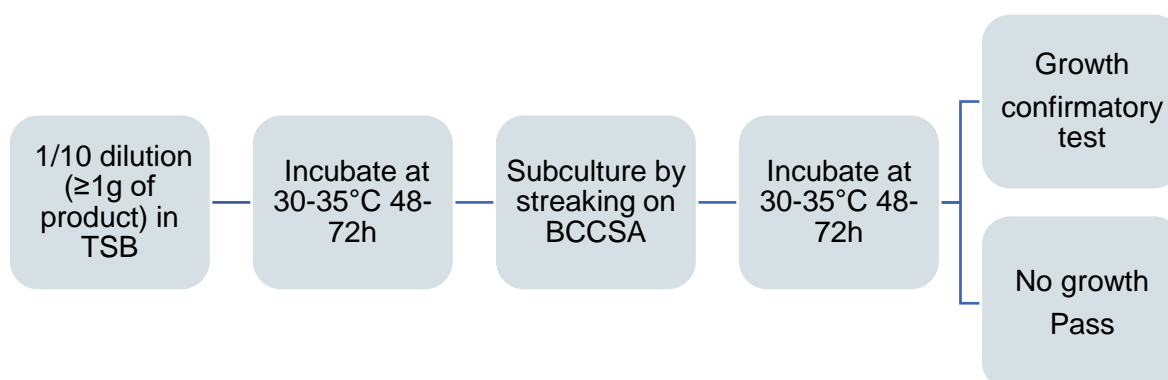 1/10 dilution
(≥1g of
product) in
TSB
Incubate at
30-35°C 48-
72h
Subculture by
streaking on
BCCSA
Incubate at
30-35°C 48-
72h
Growth
confirmatory
test
No growth
Pass